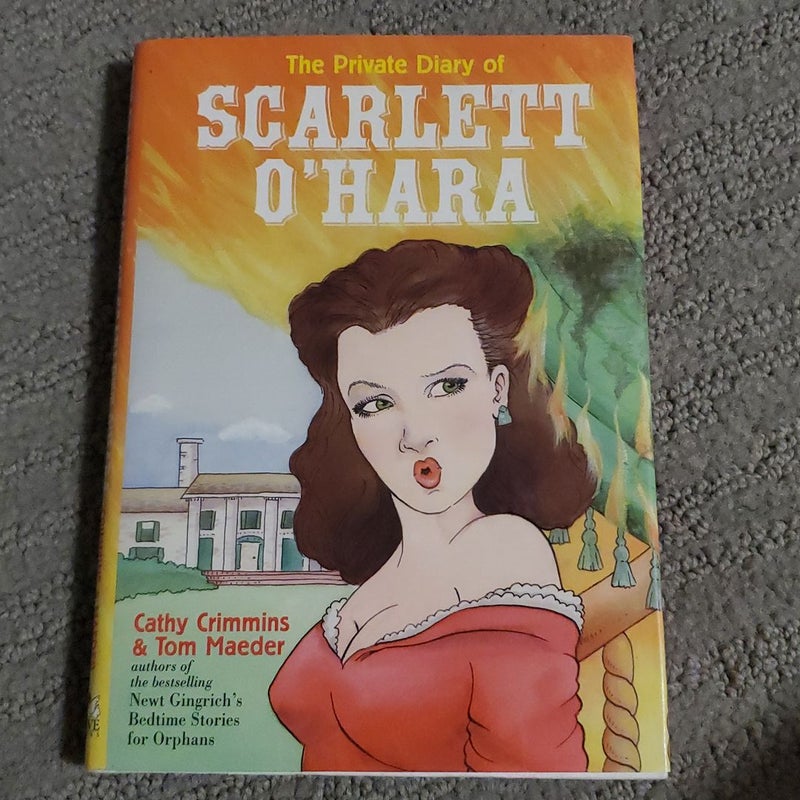 The Private Diary of
SCARLETT
O'HARA
Cathy Crimmins
& Tom Maeder
authors of
the bestselling
Newt Gingrich's
Bedtime Stories
for Orphans